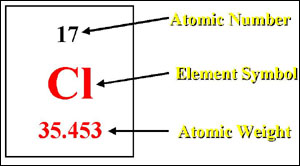 17
Atomic Number
Cl
Element Symbol
35.453
Atomic Weight